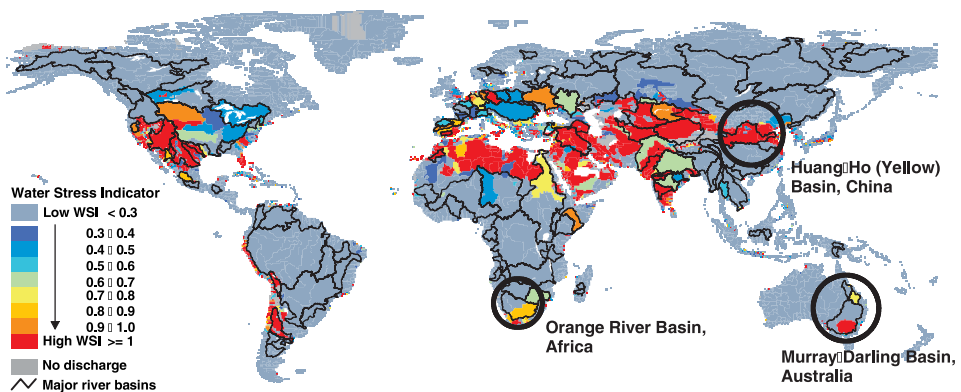 Water Stress Indicator
Low WSI < 0.3
0.3▯0.4
0.4▯0.5
0.5▯0.6
0.6▯0.7
0.7▯0.8
0.8▯0.9
0.9▯1.0
High WSI >= 1
No discharge
Major river basins
Huang▯Ho (Yellow)
Basin, China
Orange River Basin,
Africa
Murray▯Darling Basin,
Australia